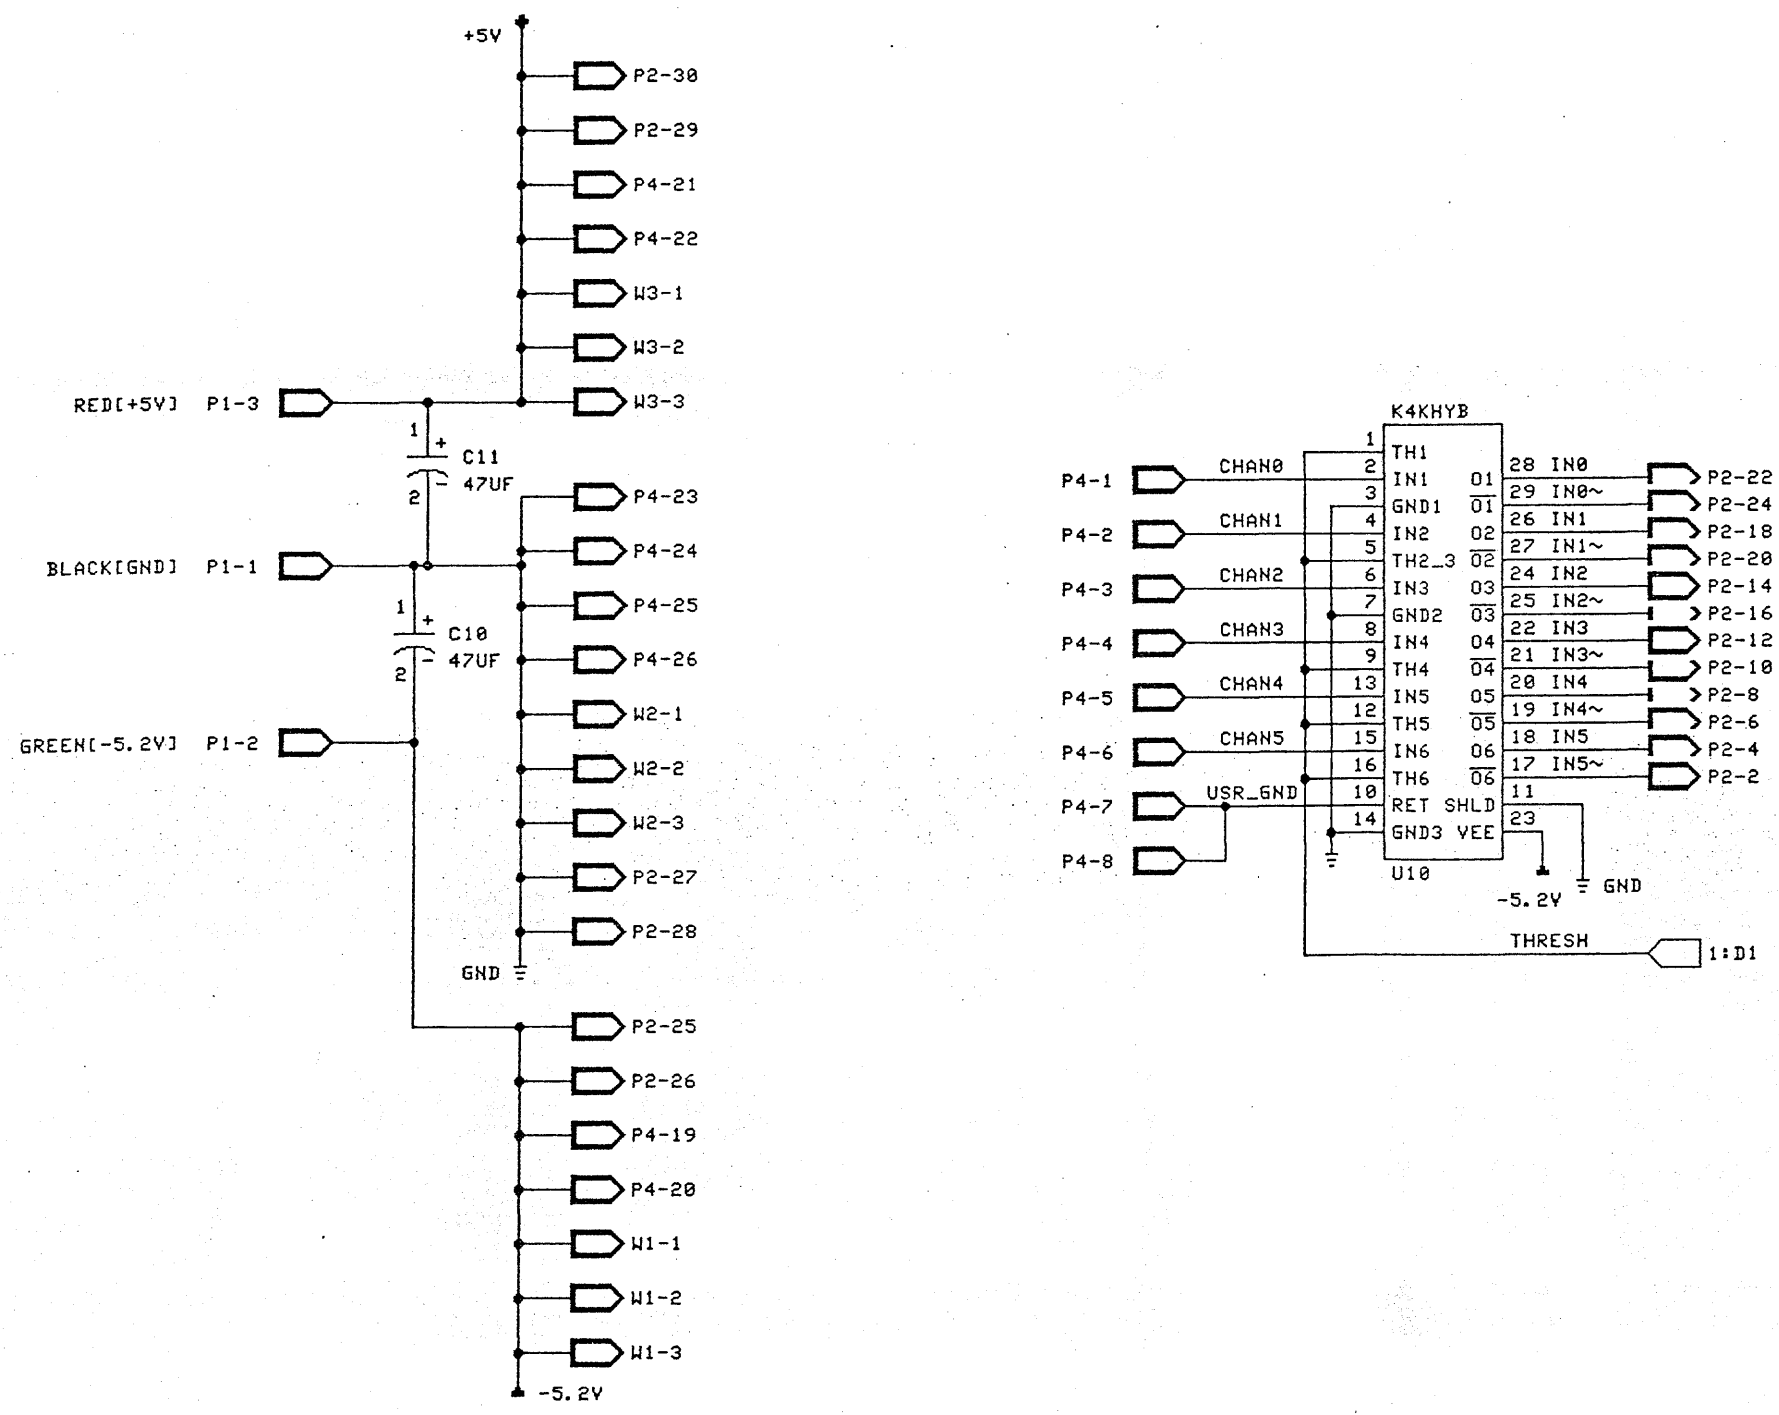 +5V
P2-30
P2-29
P4-21
P4-22
W3-1
W3-2
RED[+5V] P1-3
W3-3
1
+
C11
47UF
-
2
P4-23
P4-24
BLACK[GND] P1-1
P4-25
1
+
C10
47UF
-
2
P4-26
W2-1
GREEN[-5.2V] P1-2
W2-2
W2-3
P2-27
P2-28
GND
P2-25
P2-26
P4-19
P4-20
W1-1
W1-2
W1-3
-5.2V
K4KHYB
1 TH1
P4-1 CHAN0 2 IN1 O1 28 IN0 P2-22
3 GND1 O1 29 IN0~ P2-24
P4-2 CHAN1 4 IN2 O2 26 IN1 P2-18
5 TH2_3 O2 27 IN1~ P2-20
P4-3 CHAN2 6 IN3 O3 24 IN2 P2-14
7 GND2 O3 25 IN2~ P2-16
P4-4 CHAN3 8 IN4 O4 22 IN3 P2-12
9 TH4 O4 21 IN3~ P2-10
P4-5 CHAN4 13 IN5 O5 20 IN4 P2-8
12 TH5 O5 19 IN4~ P2-6
P4-6 CHAN5 15 IN6 O6 18 IN5 P2-4
16 TH6 O6 17 IN5~ P2-2
P4-7 USR_GND 10 RET SHLD 11
14 GND3 VEE 23
P4-8
U10
-5.2V
GND
THRESH 1:D1